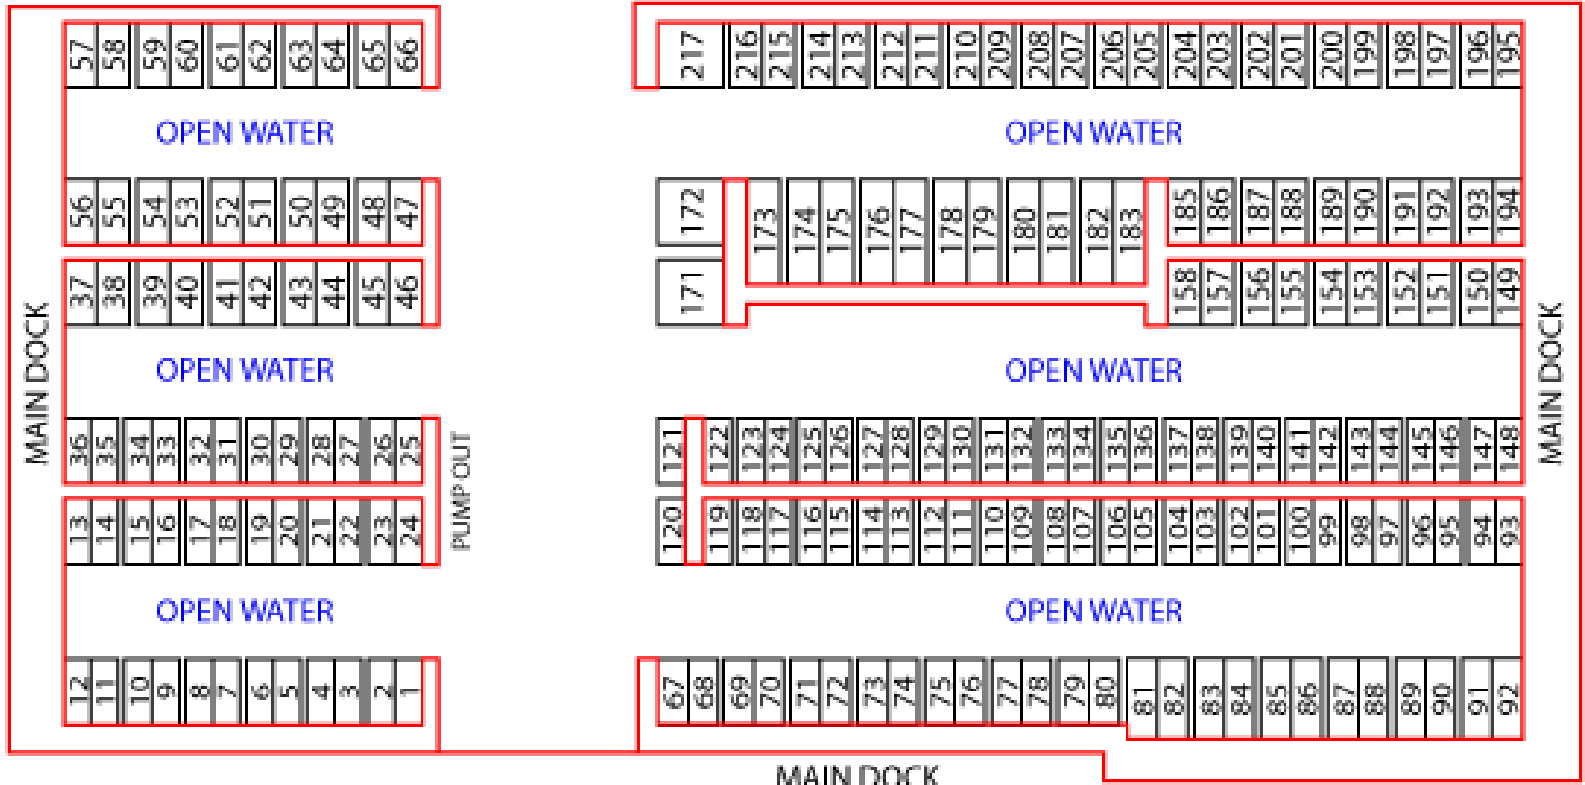 57 58 59 60 61 62 63 64 65 66
217 216 215 214 213 212 211 210 209 208 207 206 205 204 203 202 201 200 199 198 197 196 195
OPEN WATER
OPEN WATER
56 55 54 53 52 51 50 49 48 47
172 173 174 175 176 177 178 179 180 181 182 183 185 186 187 188 189 190 191 192 193 194
37 38 39 40 41 42 43 44 45 46
171 158 157 156 155 154 153 152 151 150 149
MAIN DOCK
OPEN WATER
OPEN WATER
MAIN DOCK
36 35 34 33 32 31 30 29 28 27 26 25
121 122 123 124 125 126 127 128 129 130 131 132 133 134 135 136 137 138 139 140 141 142 143 144 145 146 147 148
PUMP OUT
13 14 15 16 17 18 19 20 21 22 23 24
120 119 118 117 116 115 114 113 112 111 110 109 108 107 106 105 104 103 102 101 100 99 98 97 96 95 94 93
OPEN WATER
OPEN WATER
12 11 10 9 8 7 6 5 4 3 2 1
67 68 69 70 71 72 73 74 75 76 77 78 79 80 81 82 83 84 85 86 87 88 89 90 91 92
MAIN DOCK